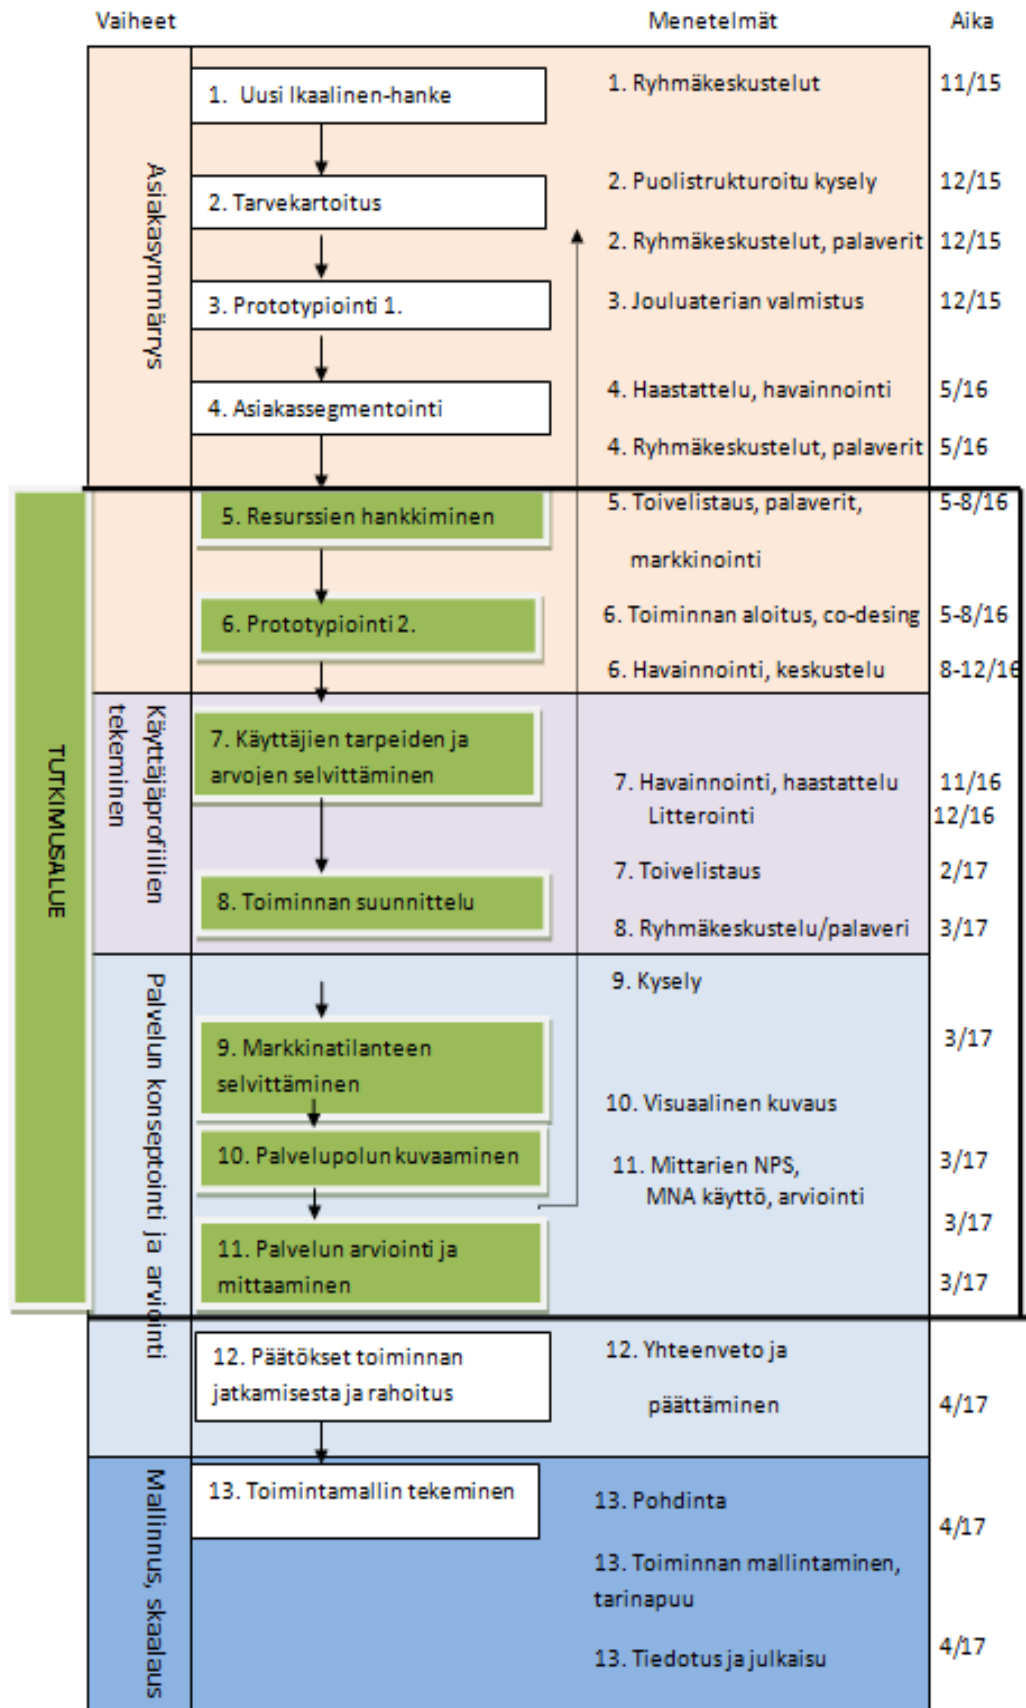 Vaiheet Menetelmät Aika
1. Uusi Ikaalinen-hanke 1. Ryhmäkeskustelut 11/15
Asiakasymmärrys
2. Tarvekartoitus 2. Puolistrukturoitu kysely 12/15
2. Ryhmäkeskustelut, palaverit 12/15
3. Prototypiointi 1. 3. Jouluaterian valmistus 12/15
4. Asiakassegmentointi 4. Haastattelu, havainnointi 5/16
4. Ryhmäkeskustelut, palaverit 5/16
TUTKIMUSALUE
5. Resurssien hankkiminen 5. Toivelistaus, palaverit, 5-8/16
markkinointi
6. Prototypiointi 2. 6. Toiminnan aloitus, co-desing 5-8/16
6. Havainnointi, keskustelu 8-12/16
Käyttäjäprofiilien
tekeminen
7. Käyttäjien tarpeiden ja
arvojen selvittäminen 7. Havainnointi, haastattelu 11/16
Litterointi 12/16
7. Toivelistaus 2/17
8. Toiminnan suunnittelu 8. Ryhmäkeskustelu/palaveri 3/17
Palvelun konseptointi ja arviointi
9. Kysely
9. Markkinatilanteen 3/17
selvittäminen
10. Visuaalinen kuvaus
10. Palvelupolun kuvaaminen 11. Mittarien NPS, 3/17
MNA käyttö, arviointi
3/17
11. Palvelun arviointi ja
mittaaminen 3/17
12. Päätökset toiminnan 12. Yhteenveto ja
jatkamisesta ja rahoitus päättäminen 4/17
Mallinnus, skaalaus
13. Toimintamallin tekeminen 13. Pohdinta
4/17
13. Toiminnan mallintaminen,
tarinapuu
13. Tiedotus ja julkaisu 4/17